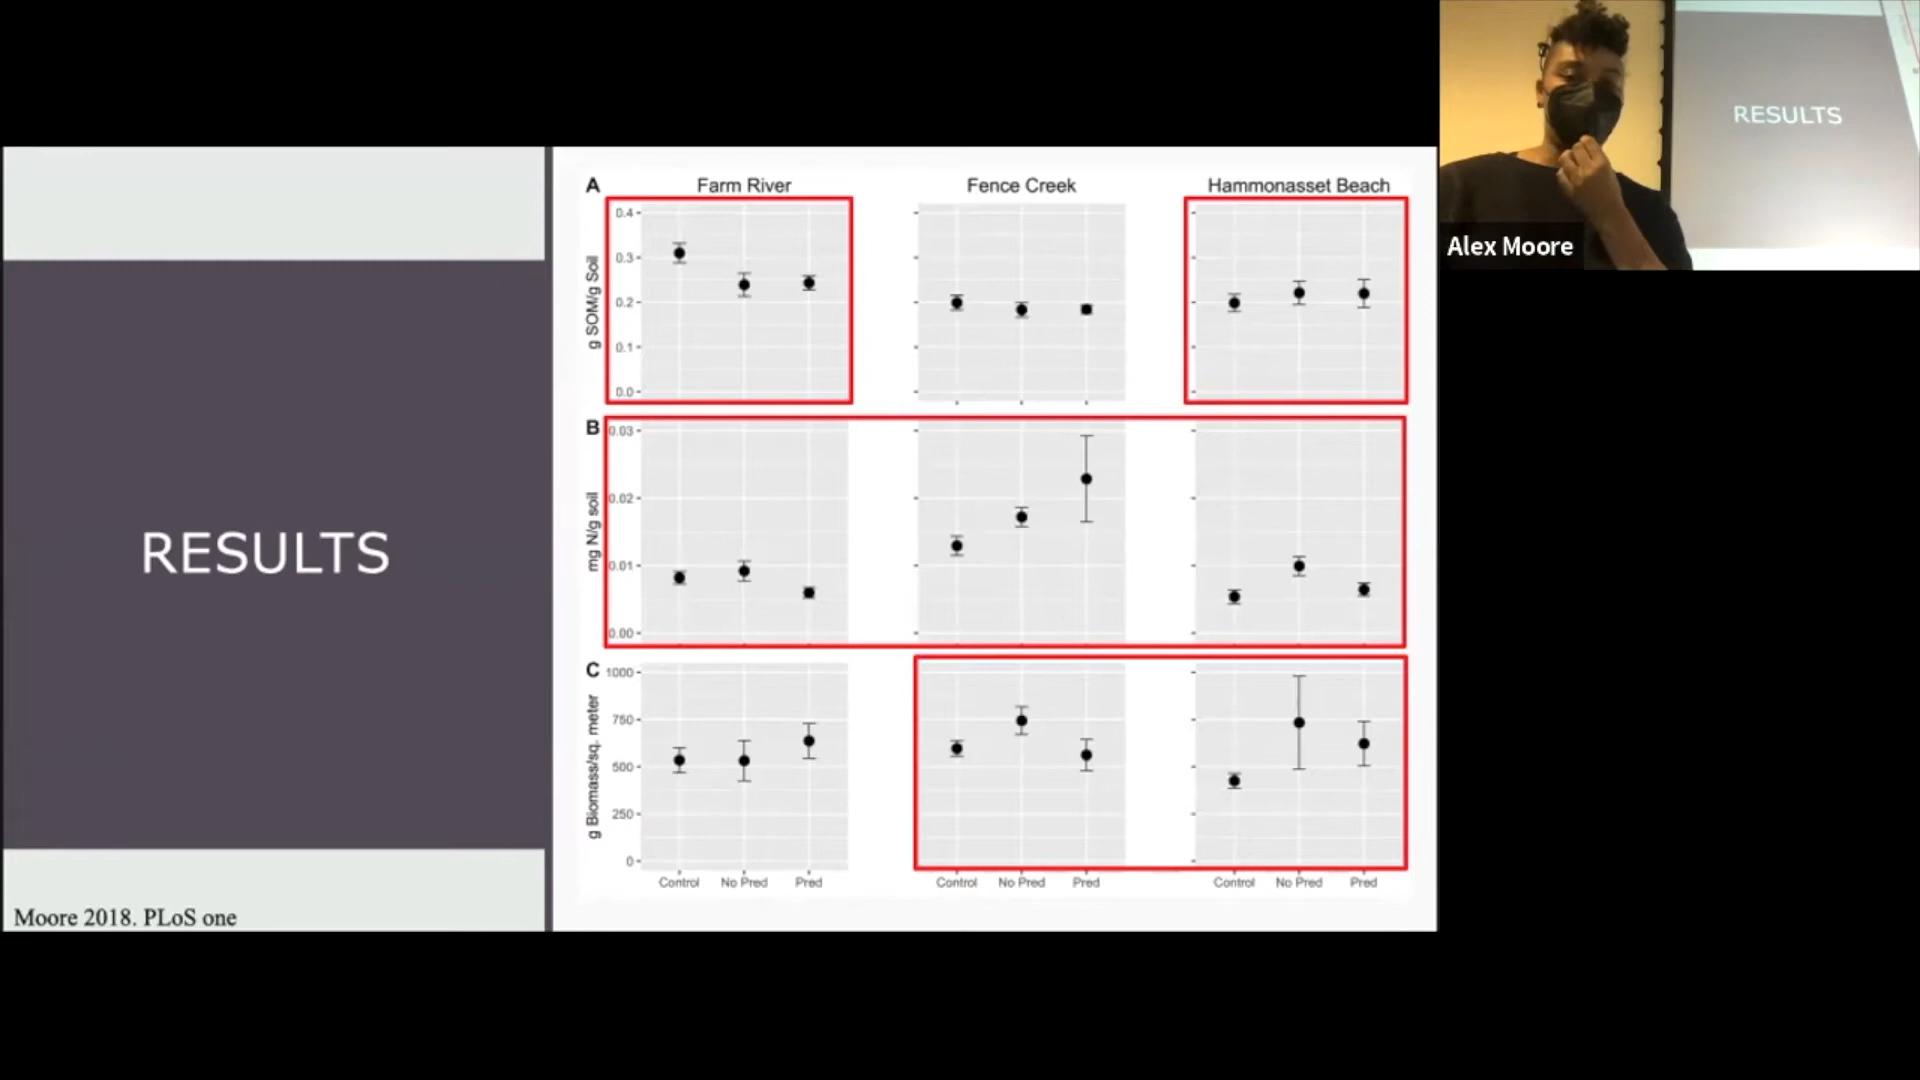 RESULTS
Moore 2018. PLoS one
A
Farm River
Fence Creek
Hammonasset Beach
g SOM/g Soil
0.4
0.3
0.2
0.1
0.0
B
mg N/g soil
0.03
0.02
0.01
0.00
C
g Biomass/sq. meter
1000
750
500
250
0
Control No Pred Pred
Control No Pred Pred
Control No Pred Pred
RESULTS
Alex Moore